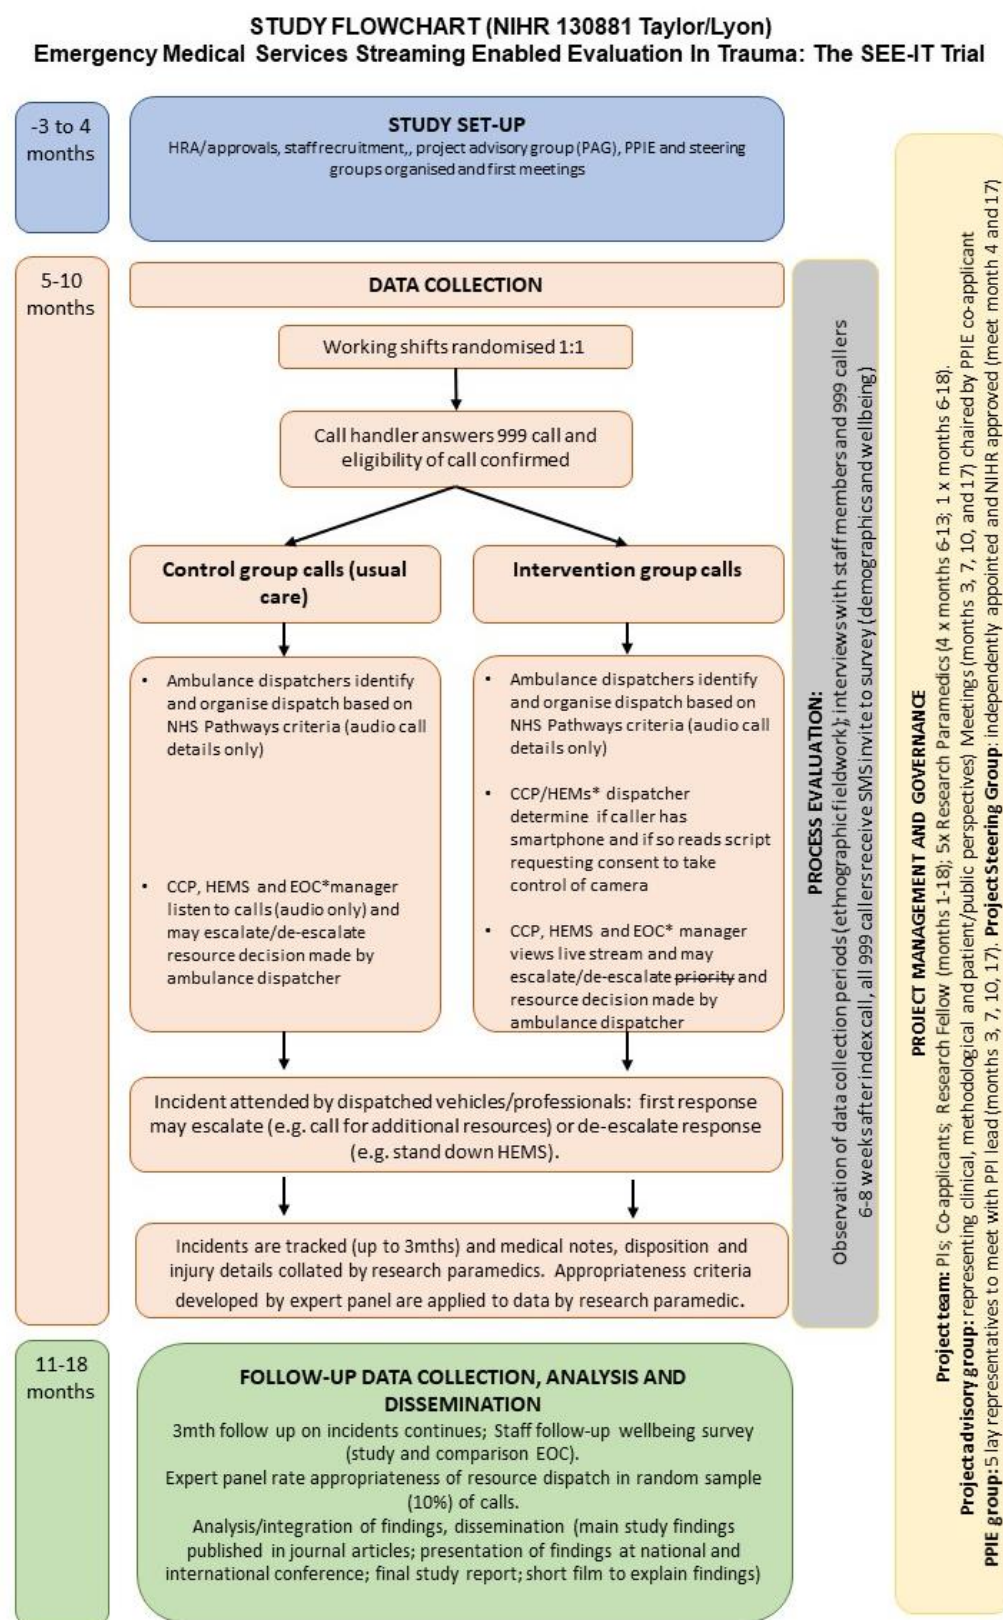 STUDY FLOWCHART (NIHR 130881 Taylor/Lyon)
Emergency Medical Services Streaming Enabled Evaluation In Trauma: The SEE-IT Trial
-3 to 4
months
STUDY SET-UP
HRA/approvals, staff recruitment,, project advisory group (PAG), PPIE and steering
groups organised and first meetings
5-10
months
DATA COLLECTION
Working shifts randomised 1:1
Call handler answers 999 call and
eligibility of call confirmed
Control group calls (usual
care)
• Ambulance dispatchers identify
and organise dispatch based on
NHS Pathways criteria (audio call
details only)
• CCP, HEMS and EOC*manager
listen to calls (audio only) and
may escalate/de-escalate
resource decision made by
ambulance dispatcher
Intervention group calls
• Ambulance dispatchers identify
and organise dispatch based on
NHS Pathways criteria (audio call
details only)
• CCP/HEMs* dispatcher
determine if caller has
smartphone and if so reads script
requesting consent to take
control of camera
• CCP, HEMS and EOC* manager
views live stream and may
escalate/de-escalate priority and
resource decision made by
ambulance dispatcher
Incident attended by dispatched vehicles/professionals: first response
may escalate (e.g. call for additional resources) or de-escalate response
(e.g. stand down HEMS).
Incidents are tracked (up to 3mths) and medical notes, disposition and
injury details collated by research paramedics. Appropriateness criteria
developed by expert panel are applied to data by research paramedic.
11-18
months
FOLLOW-UP DATA COLLECTION, ANALYSIS AND
DISSEMINATION
3mth follow up on incidents continues; Staff follow-up wellbeing survey
(study and comparison EOC).
Expert panel rate appropriateness of resource dispatch in random sample
(10%) of calls.
Analysis/integration of findings, dissemination (main study findings
published in journal articles; presentation of findings at national and
international conference; final study report; short film to explain findings)
PROCESS EVALUATION:
Observation of data collection periods (ethnographic fieldwork); interviews with staff members and 999 callers
6-8 weeks after index call, all 999 callers receive SMS invite to survey (demographics and wellbeing)
PROJECT MANAGEMENT AND GOVERNANCE
Project team: PIs; Co-applicants; Research Fellow (months 1-18); 5x Research Paramedics (4 x months 6-13; 1 x months 6-18).
Project advisory group: representing clinical, methodological and patient/public perspectives) Meetings (months 3, 7, 10, and 17) chaired by PPIE co-applicant
PPIE group: 5 lay representatives to meet with PPI lead (months 3, 7, 10, 17). Project Steering Group: independently appointed and NIHR approved (meet month 4 and 17)